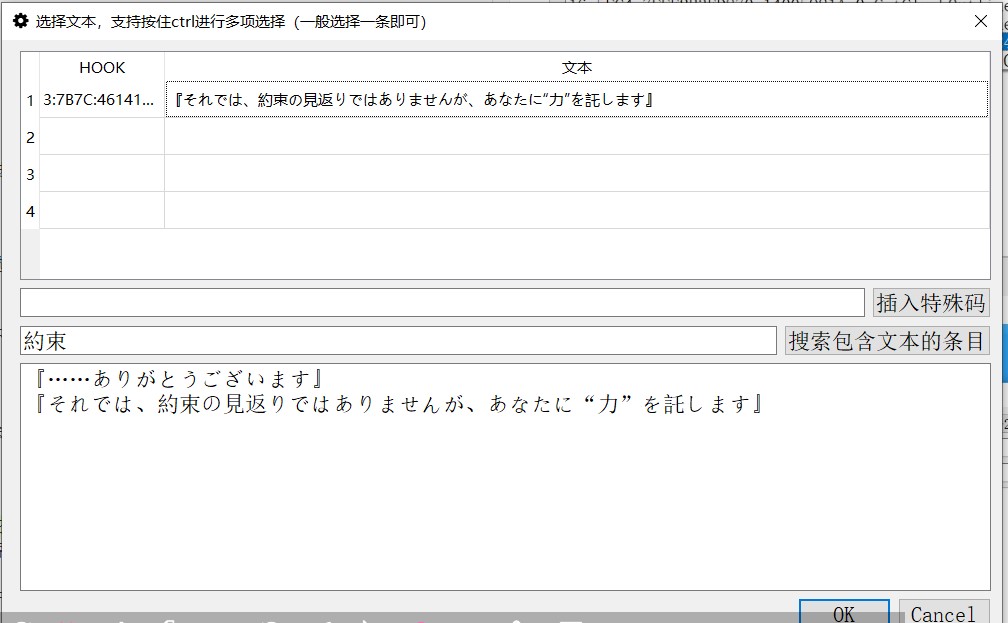 选择文本，支持按住ctrl进行多项选择（一般选择一条即可）
HOOK 文本
1 3:7B7C:46141... 『それでは、約束の見返りではありませんが、あなたに“力”を託します』
2
3
4
插入特殊码
約束 搜索包含文本的条目
『……ありがとうございます』
『それでは、約束の見返りではありませんが、あなたに“力”を託します』
OK Cancel